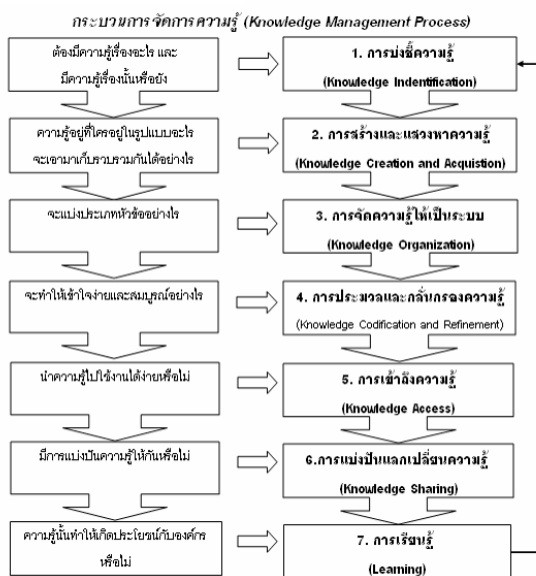 กระบวนการจัดการความรู้ (Knowledge Management Process)
ต้องมีความรู้เรื่องอะไร และ
มีความรู้เรื่องนั้นหรือยัง
1. การบ่งชี้ความรู้
(Knowledge Indentification)
ความรู้อยู่ที่ใครอยู่ในรูปแบบอะไร
จะเอามาเก็บรวบรวมกันได้อย่างไร
2. การสร้างและแสวงหาความรู้
(Knowledge Creation and Acquistion)
จะแบ่งประเภทหัวข้ออย่างไร
3. การจัดความรู้ให้เป็นระบบ
(Knowledge Organization)
จะทำให้เข้าใจง่ายและสมบูรณ์อย่างไร
4. การประมวลและกลั่นกรองความรู้
(Knowledge Codification and Refinement)
นำความรู้ไปใช้งานได้ง่ายหรือไม่
5. การเข้าถึงความรู้
(Knowledge Access)
มีการแบ่งปันความรู้ให้กันหรือไม่
6.การแบ่งปันแลกเปลี่ยนความรู้
(Knowledge Sharing)
ความรู้นั้นทำให้เกิดประโยชน์กับองค์กร
หรือไม่
7. การเรียนรู้
(Learning)